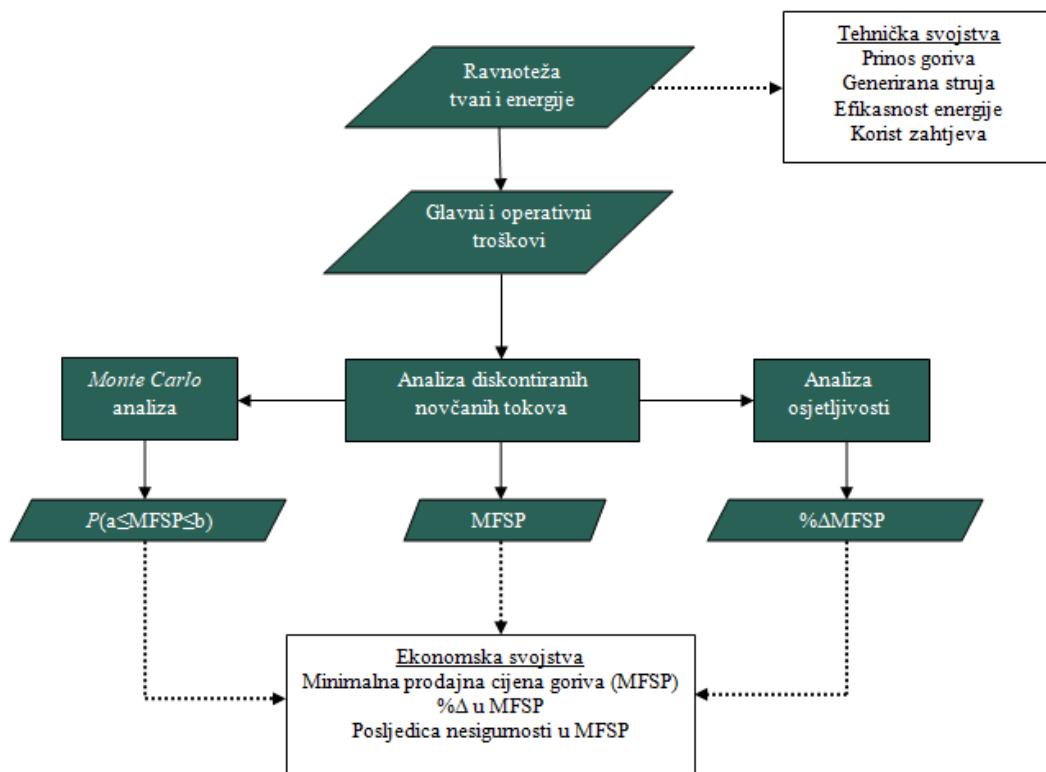 Ravnoteža
tvari i energije
Tehnička svojstva
Prinos goriva
Generirana struja
Efikasnost energije
Korist zahtjeva
Glavni i operativni
troškovi
Monte Carlo
analiza
Analiza diskontiranih
novčanih tokova
Analiza
osjetljivosti
P(a≤MFSP≤b)
MFSP
%ΔMFSP
Ekonomska svojstva
Minimalna prodajna cijena goriva (MFSP)
%Δ u MFSP
Posljedica nesigurnosti u MFSP